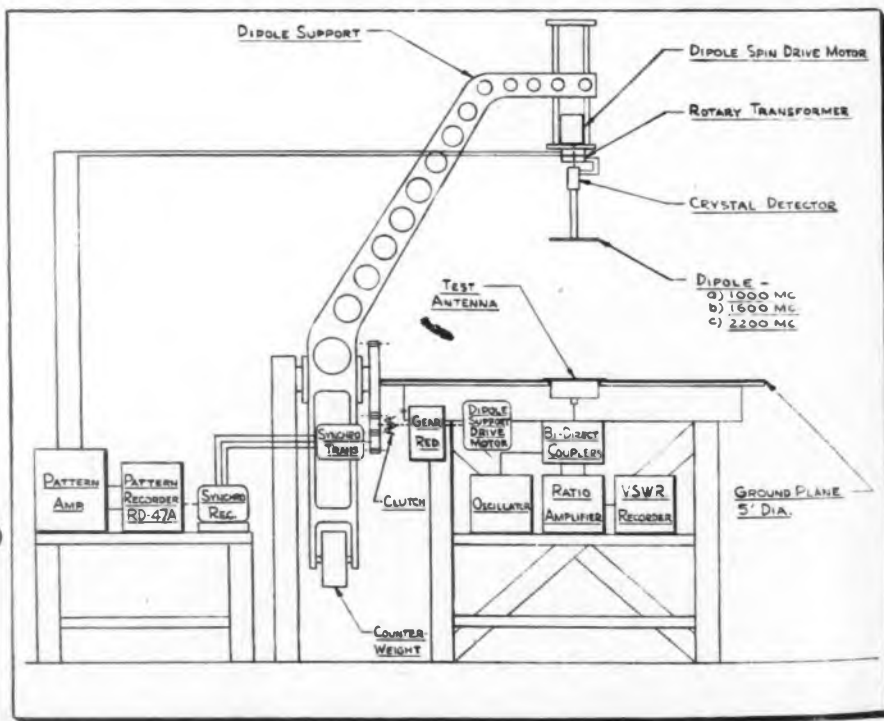 DIPOLE SUPPORT
DIPOLE SPIN DRIVE MOTOR
ROTARY TRANSFORMER
CRYSTAL DETECTOR
DIPOLE -
a) 1000 MC
b) 1600 MC
c) 2200 MC
TEST
ANTENNA
SYNCHRO
TRANS
GEAR
RED
DIPOLE
SUPPORT
DRIVE
MOTOR
BI-DIRECT
COUPLERS
PATTERN
AMP
PATTERN
RECORDER
RD-47A
SYNCHRO
REC.
CLUTCH
OSCILLATOR
RATIO
AMPLIFIER
VSWR
RECORDER
GROUND PLANE
5' DIA.
COUNTER-
WEIGHT